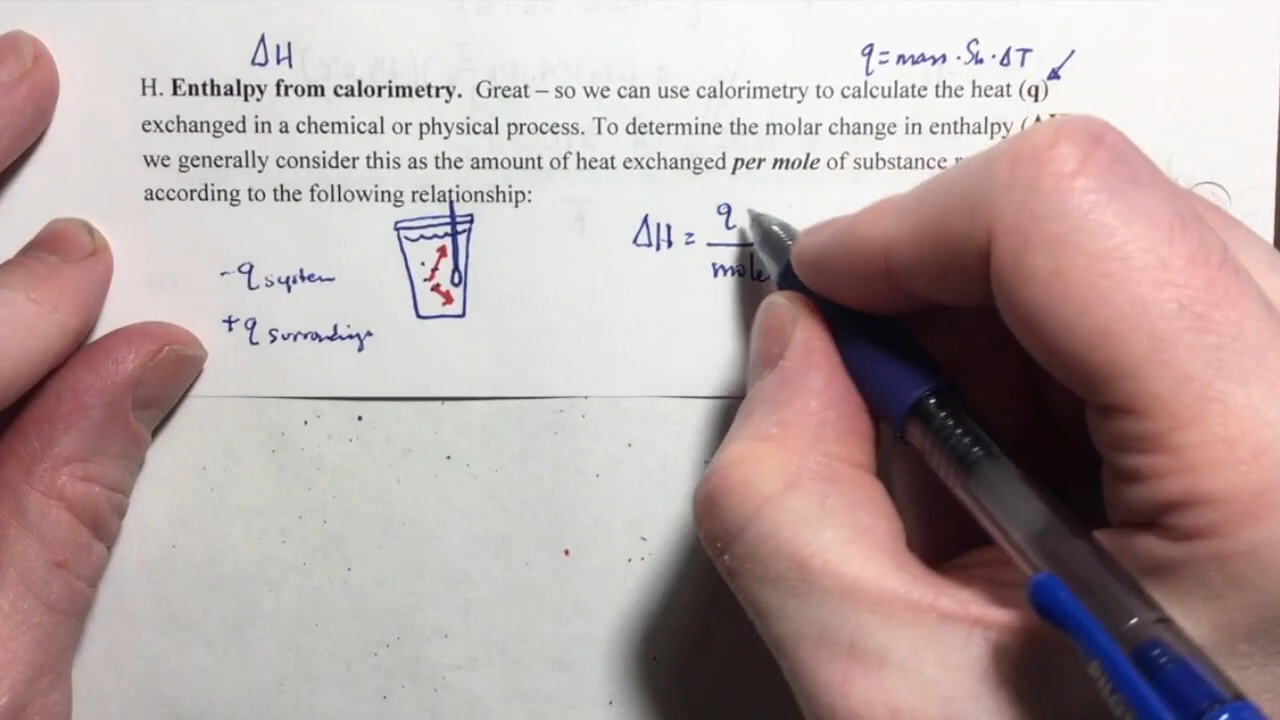 ΔH
q = mass · Sh · ΔT
H. Enthalpy from calorimetry. Great – so we can use calorimetry to calculate the heat (q)
exchanged in a chemical or physical process. To determine the molar change in enthalpy
we generally consider this as the amount of heat exchanged per mole of substance
according to the following relationship:
ΔH = q
mole
-q system
+q surroundings